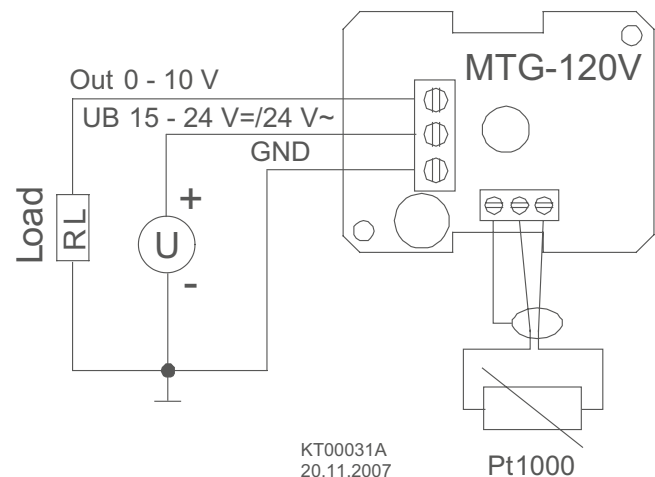 MTG-120V
Out 0 - 10 V
UB 15 - 24 V=/24 V~
GND
Load
RL
+
U
-
KT00031A
20.11.2007
Pt1000